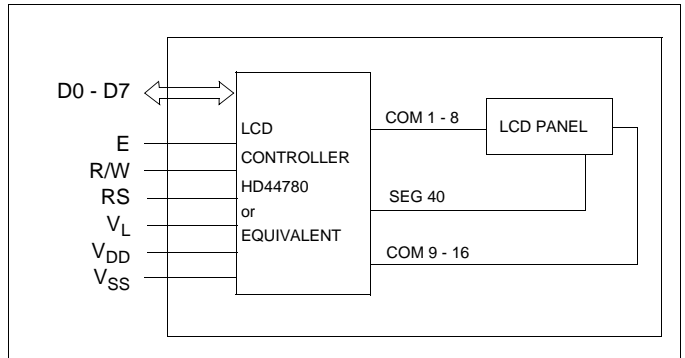 D0 - D7
E
R/W
RS
VL
VDD
VSS
LCD
CONTROLLER
HD44780
or
EQUIVALENT
COM 1 - 8
SEG 40
COM 9 - 16
LCD PANEL